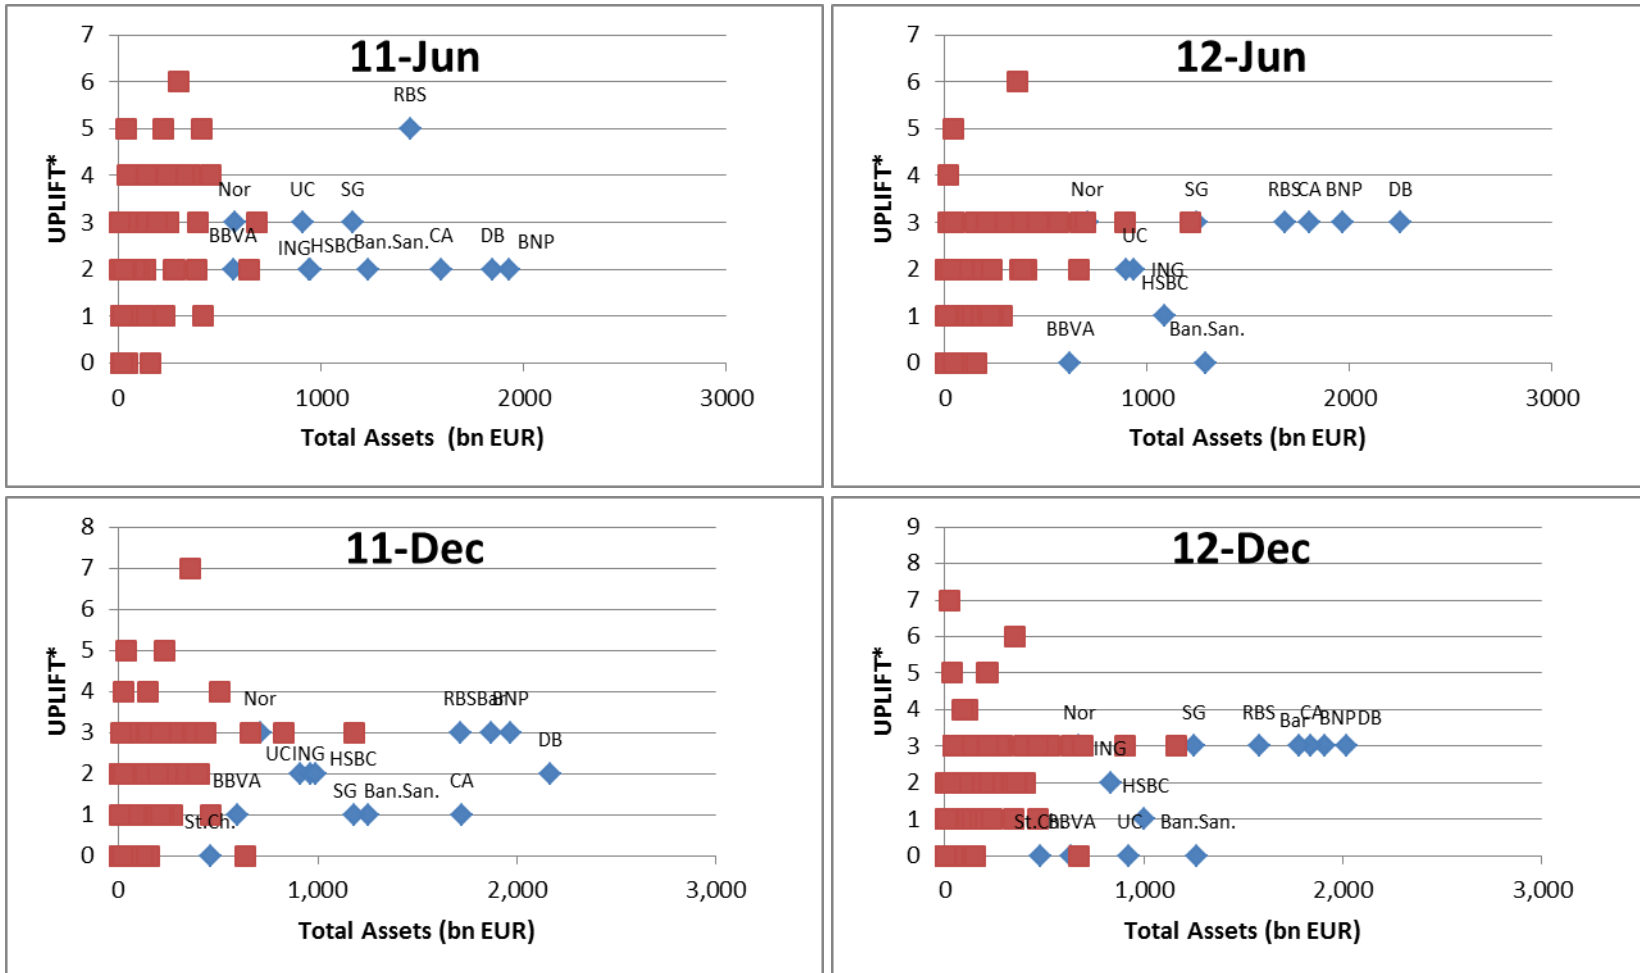 11-Jun
7
6
5
4
3
2
1
0
UPLIFT*
RBS
Nor UC SG
BBVA ING HSBC Ban.San. CA DB BNP
0 1000 2000 3000
Total Assets (bn EUR)
12-Jun
7
6
5
4
3
2
1
0
UPLIFT*
Nor SG RBS CA BNP DB
UC
ING
HSBC
BBVA Ban.San.
0 1000 2000 3000
Total Assets (bn EUR)
11-Dec
8
7
6
5
4
3
2
1
0
UPLIFT*
Nor RBS Bar BNP
UC ING HSBC DB
BBVA SG Ban.San. CA
St.Ch.
0 1,000 2,000 3,000
Total Assets (bn EUR)
12-Dec
9
8
7
6
5
4
3
2
1
0
UPLIFT*
Nor SG RBS Bar CA BNP DB
ING
HSBC
St.Ch. BBVA UC Ban.San.
0 1,000 2,000 3,000
Total Assets (bn EUR)